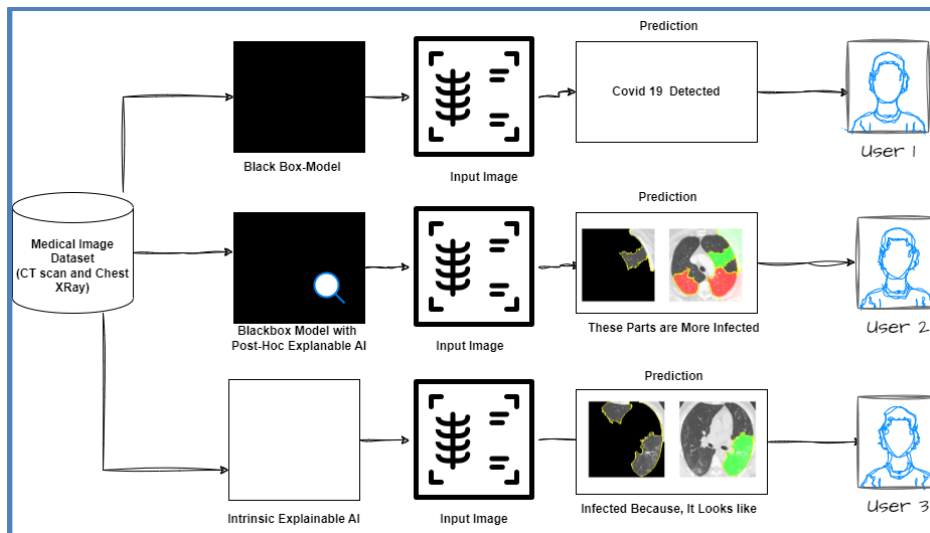 Prediction
Covid 19 Detected
Black Box-Model
Input Image
User 1
Medical Image
Dataset
(CT scan and Chest
XRay)
Prediction
Blackbox Model with
Post-Hoc Explanable AI
Input Image
These Parts are More Infected
User 2
Prediction
Intrinsic Explainable AI
Input Image
Infected Because, It Looks like
User 3